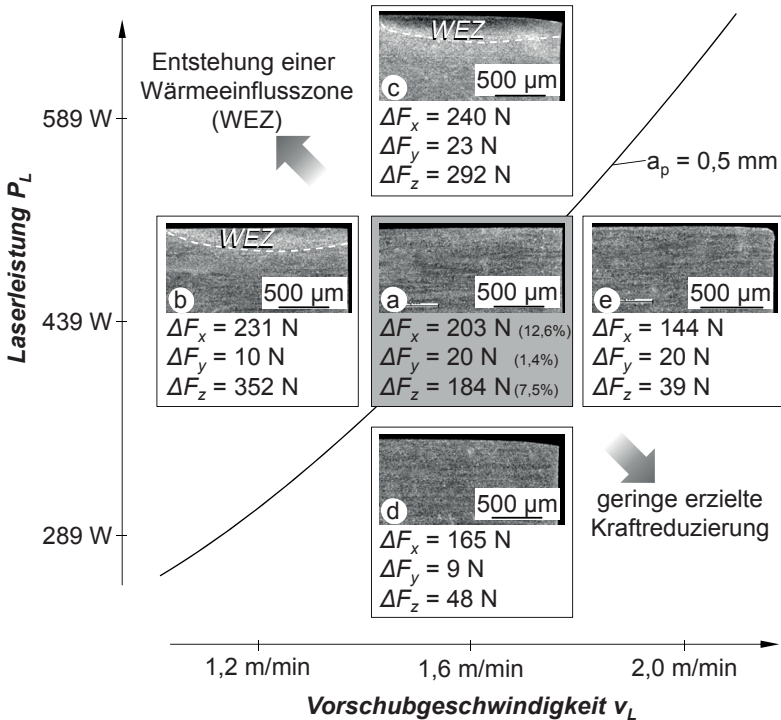 Laserleistung P_L
589 W
439 W
289 W
Entstehung einer
Wärmeeinflusszone
(WEZ)
WEZ
500 µm
c
ΔF_x = 240 N
ΔF_y = 23 N
ΔF_z = 292 N
a_p = 0,5 mm
WEZ
500 µm
b
ΔF_x = 231 N
ΔF_y = 10 N
ΔF_z = 352 N
500 µm
a
ΔF_x = 203 N (12,6%)
ΔF_y = 20 N (1,4%)
ΔF_z = 184 N (7,5%)
500 µm
e
ΔF_x = 144 N
ΔF_y = 20 N
ΔF_z = 39 N
500 µm
d
ΔF_x = 165 N
ΔF_y = 9 N
ΔF_z = 48 N
geringe erzielte
Kraftreduzierung
1,2 m/min
1,6 m/min
2,0 m/min
Vorschubgeschwindigkeit v_L